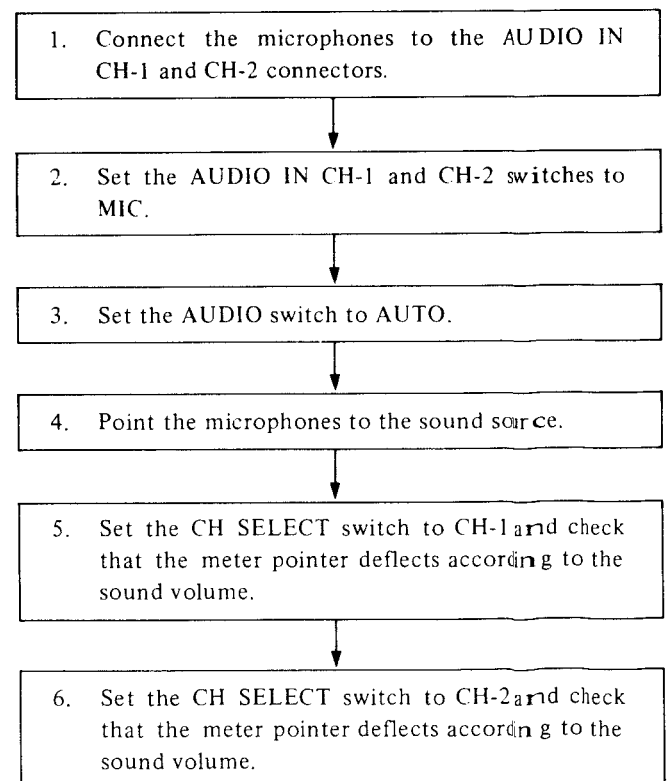 1. Connect the microphones to the AUDIO IN
CH-1 and CH-2 connectors.
2. Set the AUDIO IN CH-1 and CH-2 switches to
MIC.
3. Set the AUDIO switch to AUTO.
4. Point the microphones to the sound source.
5. Set the CH SELECT switch to CH-1 and check
that the meter pointer deflects according to the
sound volume.
6. Set the CH SELECT switch to CH-2 and check
that the meter pointer deflects according to the
sound volume.